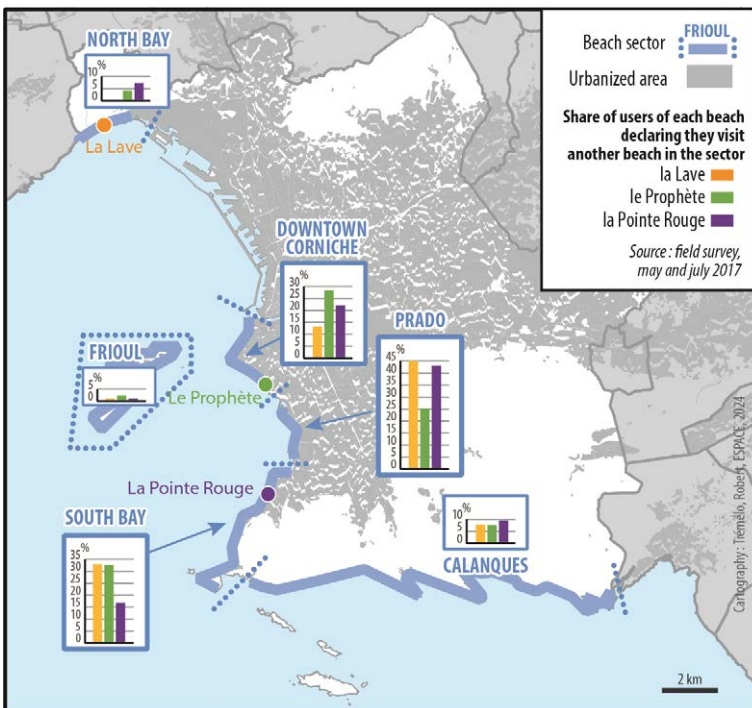 NORTH BAY
%
10
5
0
La Lave
DOWNTOWN
CORNICHE
%
30
25
20
15
10
5
0
PRADO
%
45
40
35
30
25
20
15
10
5
0
FRIOUL
%
5
0
Le Prophète
La Pointe Rouge
SOUTH BAY
%
35
30
25
20
15
10
5
0
%
10
5
0
CALANQUES
Beach sector
FRIOUL
Urbanized area
Share of users of each beach
declaring they visit
another beach in the sector
la Lave
le Prophète
la Pointe Rouge
Source : field survey,
may and july 2017
Cartography : Trémélo, Robert, ESPACE, 2024
2 km